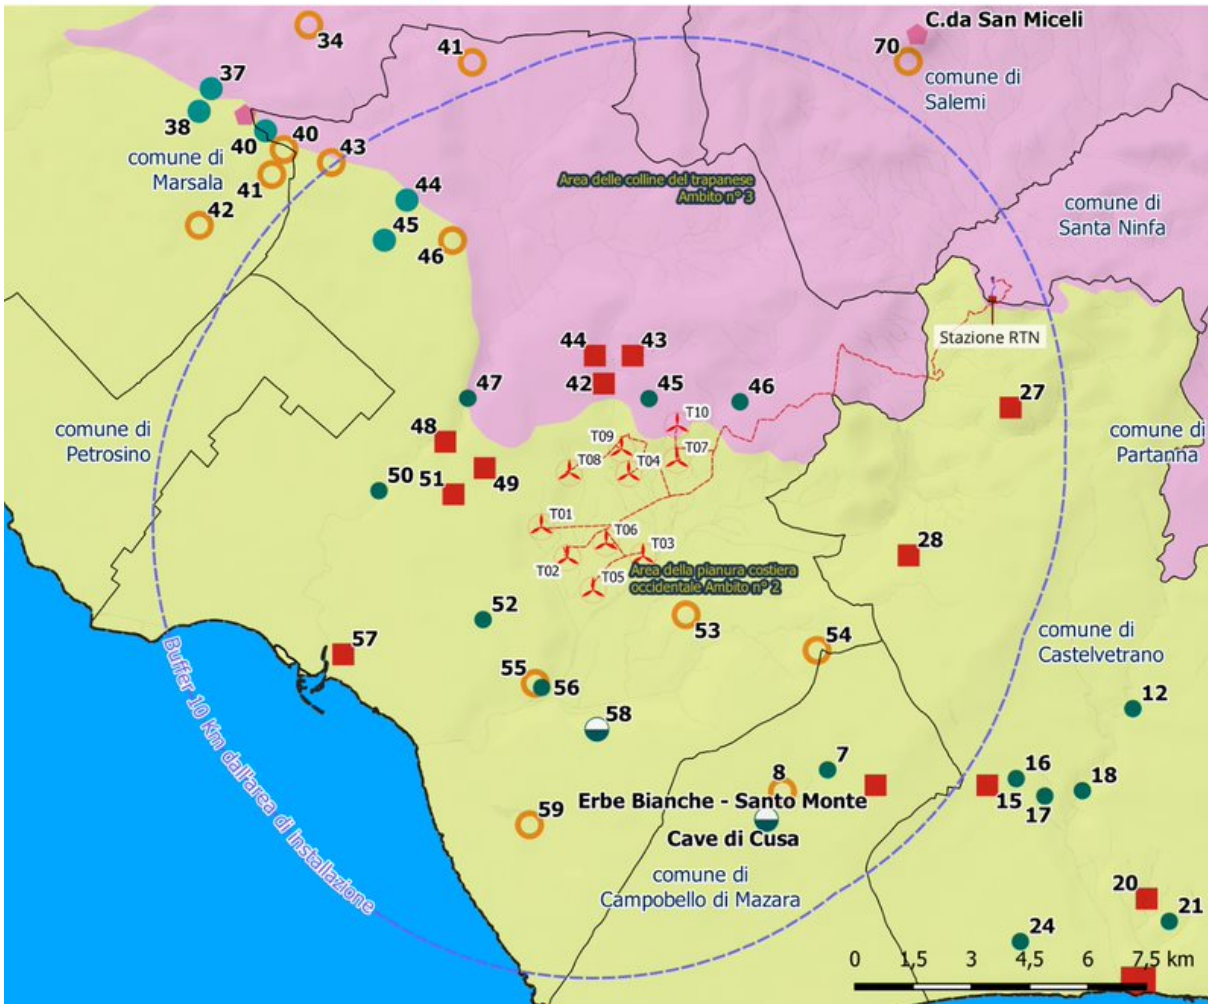 C.da San Miceli
34
41
70
comune di
Salemi
37
38
40
40
43
comune di
Marsala
41
42
44
45
46
Area delle colline del trapanese
Ambito n° 3
comune di
Santa Ninfa
Stazione RTN
44
43
42
45
46
47
27
48
T10
comune di
Petrosino
T09
T08
T04
T07
comune di
Partanna
49
50
51
T01
T06
28
T02
T03
T05
Area della pianura costiera
occidentale Ambito n° 2
52
53
54
comune di
Castelvetrano
57
55
56
12
58
Buffer 10 Km dall'area di installazione
7
8
16
18
15
17
Erbe Bianche - Santo Monte
59
Cave di Cusa
comune di
Campobello di Mazara
20
21
24
0 1,5 3 4,5 6 7,5 km